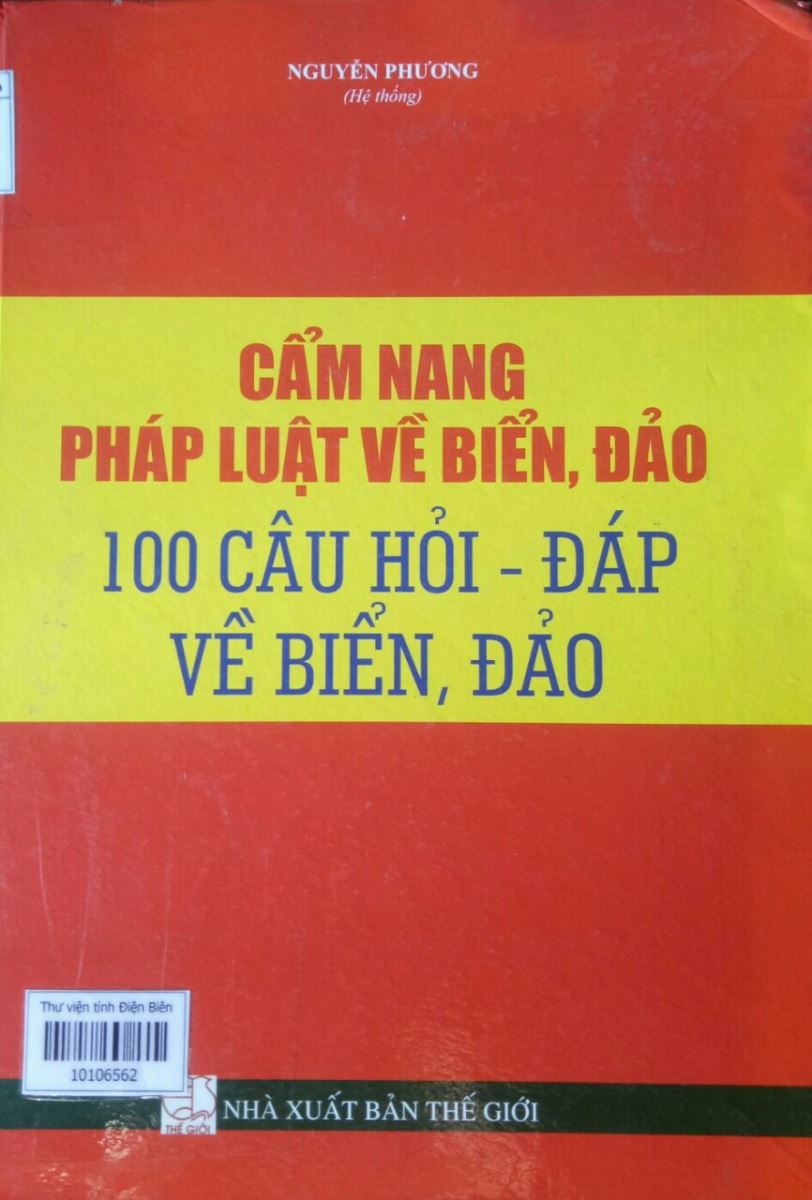 NGUYỄN PHƯƠNG
(Hệ thống)
CẨM NANG
PHÁP LUẬT VỀ BIỂN, ĐẢO
100 CÂU HỎI - ĐÁP
VỀ BIỂN, ĐẢO
Thư viện tỉnh Điện Biên
10106562
THẾ GIỚI
NHÀ XUẤT BẢN THẾ GIỚI